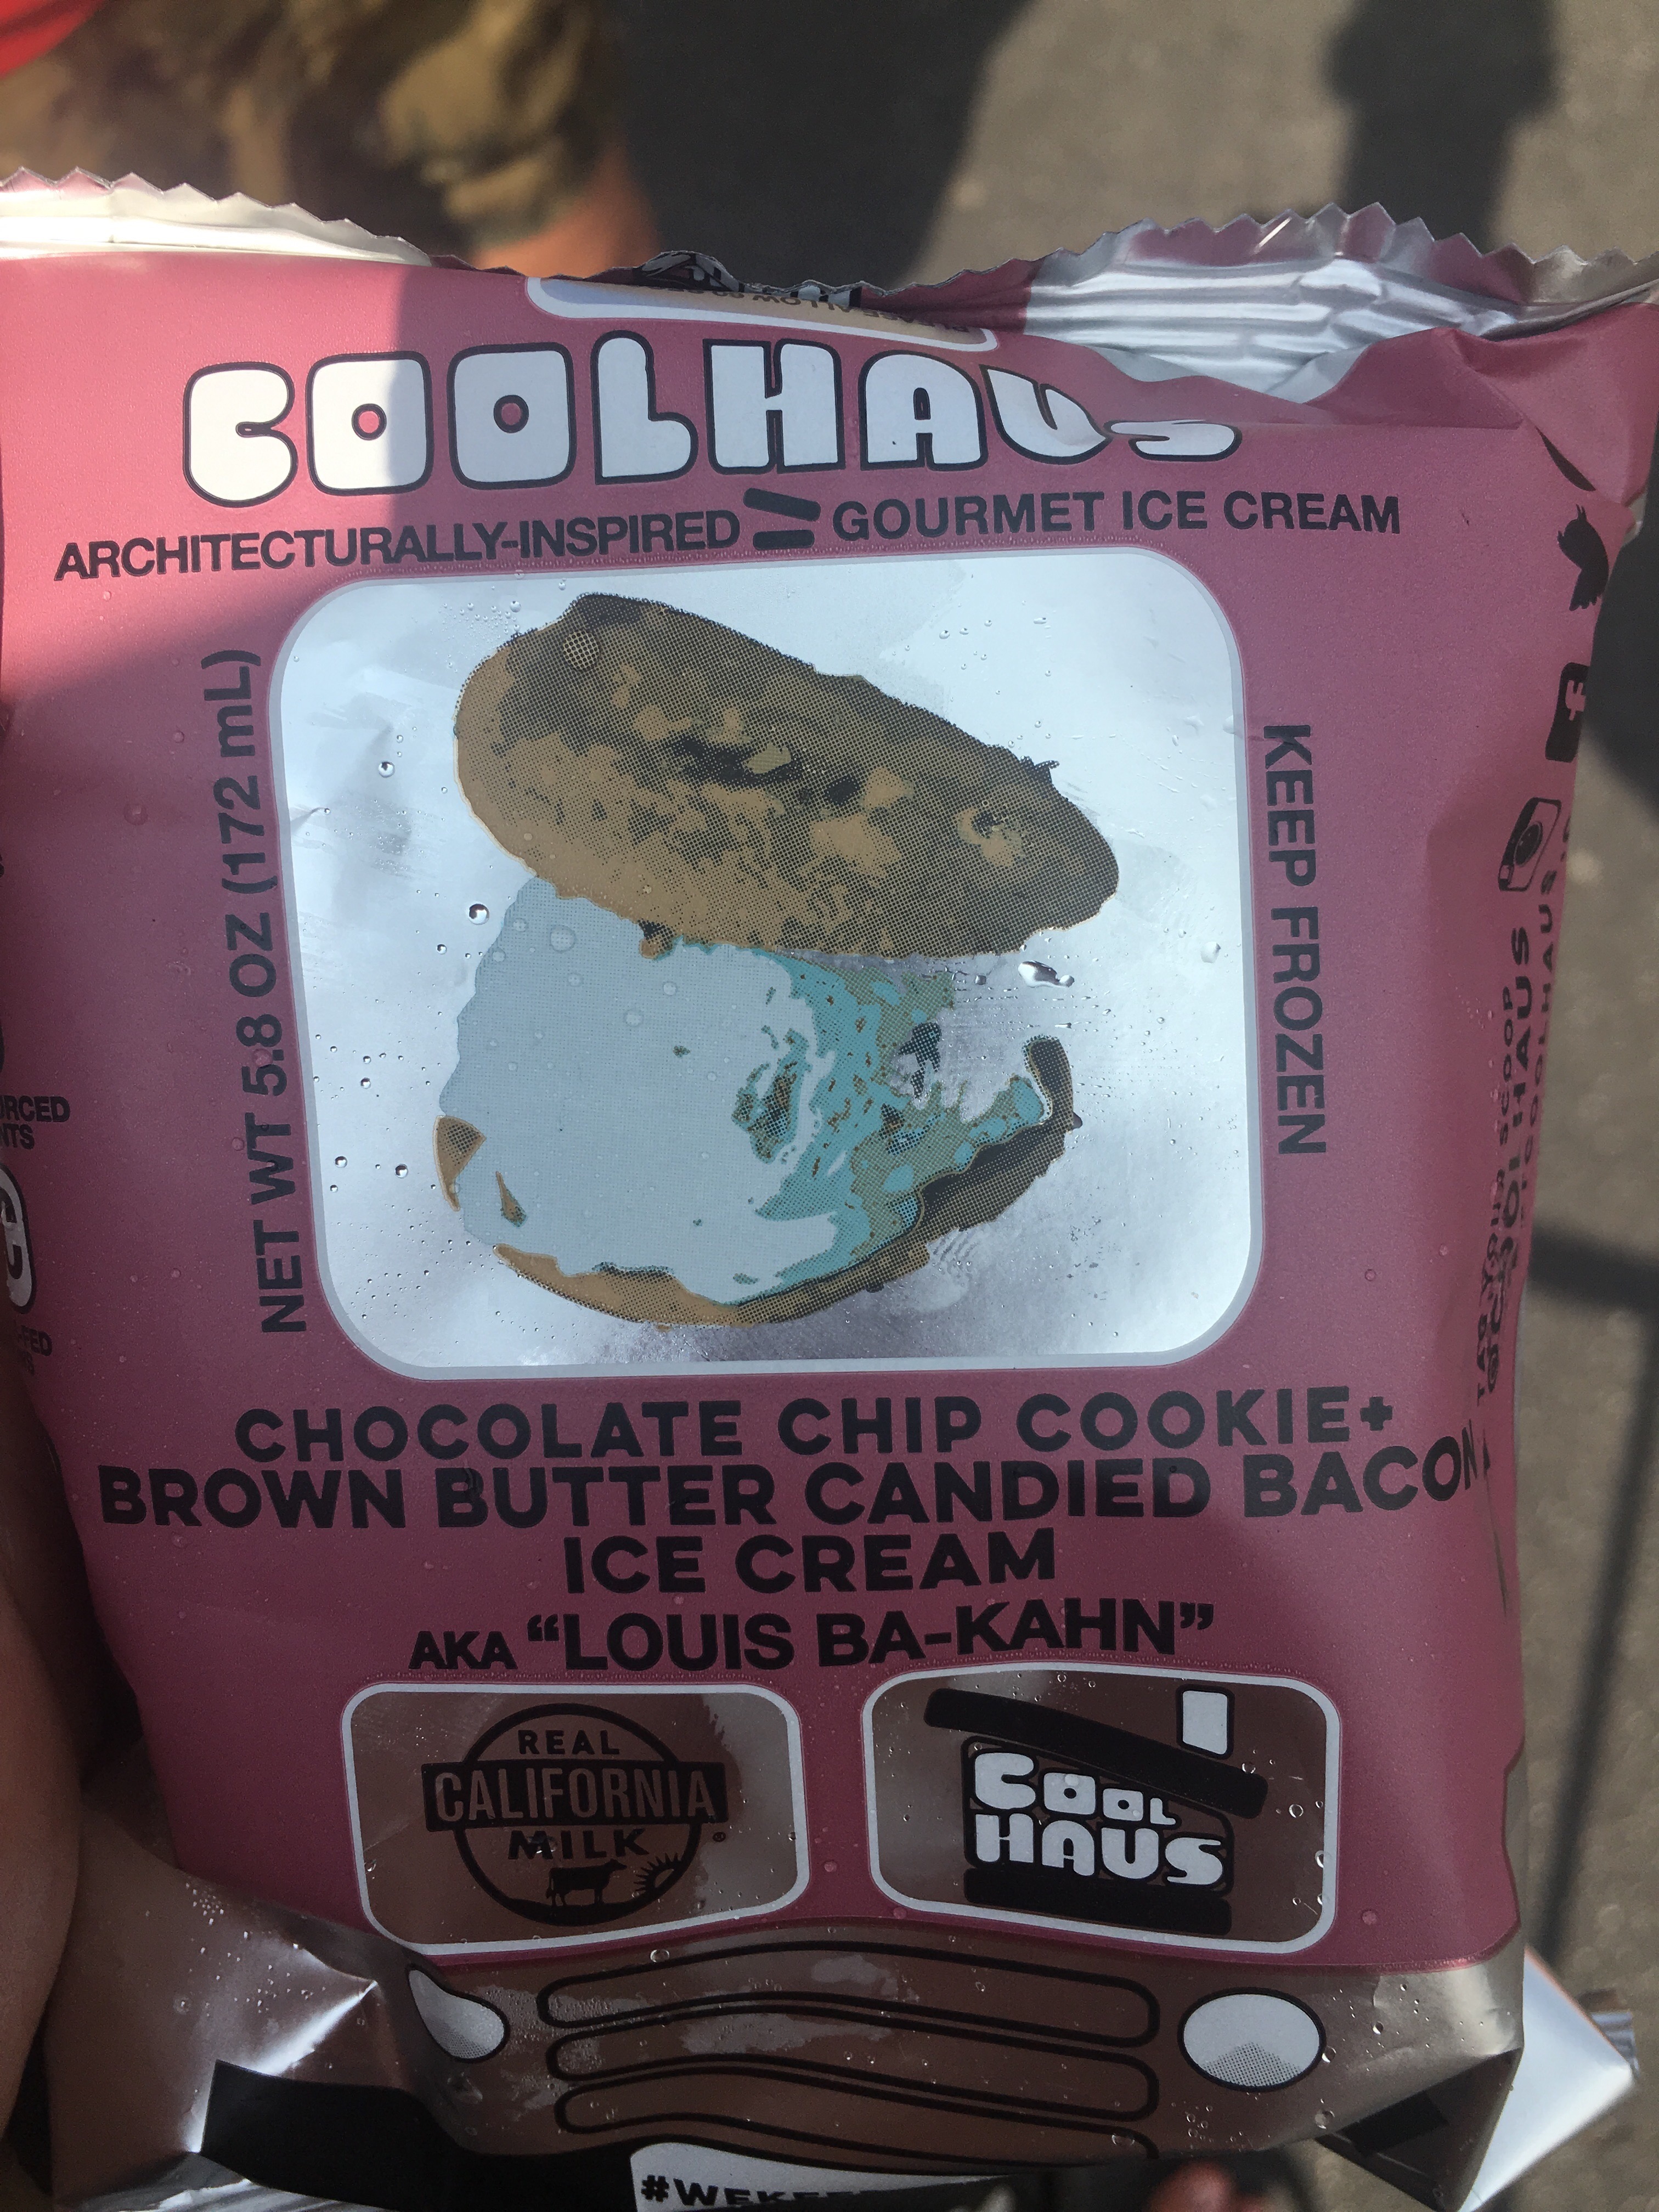 COOLHAUS
ARCHITECTURALLY-INSPIRED GOURMET ICE CREAM
NET WT 5.8 OZ (172 mL)
KEEP FROZEN
COOLHAUS
CHOCOLATE CHIP COOKIE+
BROWN BUTTER CANDIED BACON
ICE CREAM
AKA "LOUIS BA-KAHN"
REAL
CALIFORNIA
MILK
COOL
HAUS